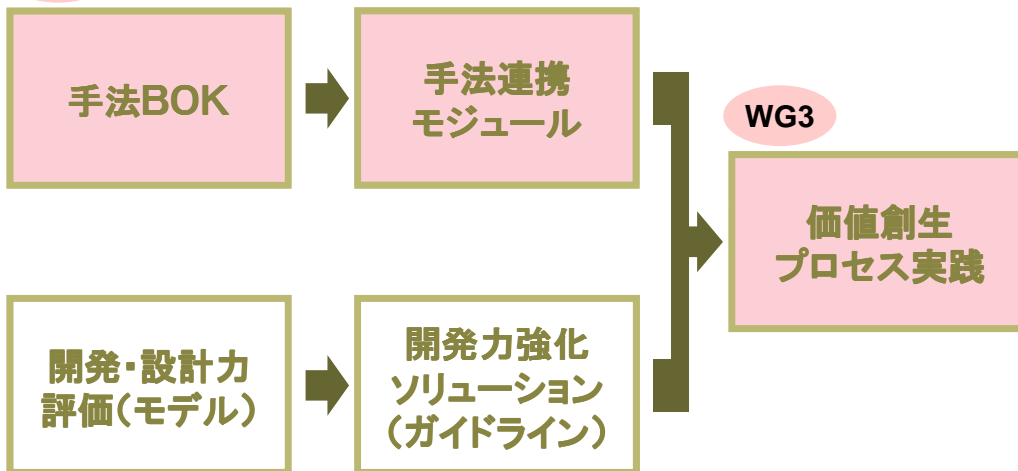 手法BOK
手法連携
モジュール
WG3
価値創生
プロセス実践
開発・設計力
評価(モデル)
開発力強化
ソリューション
(ガイドライン)